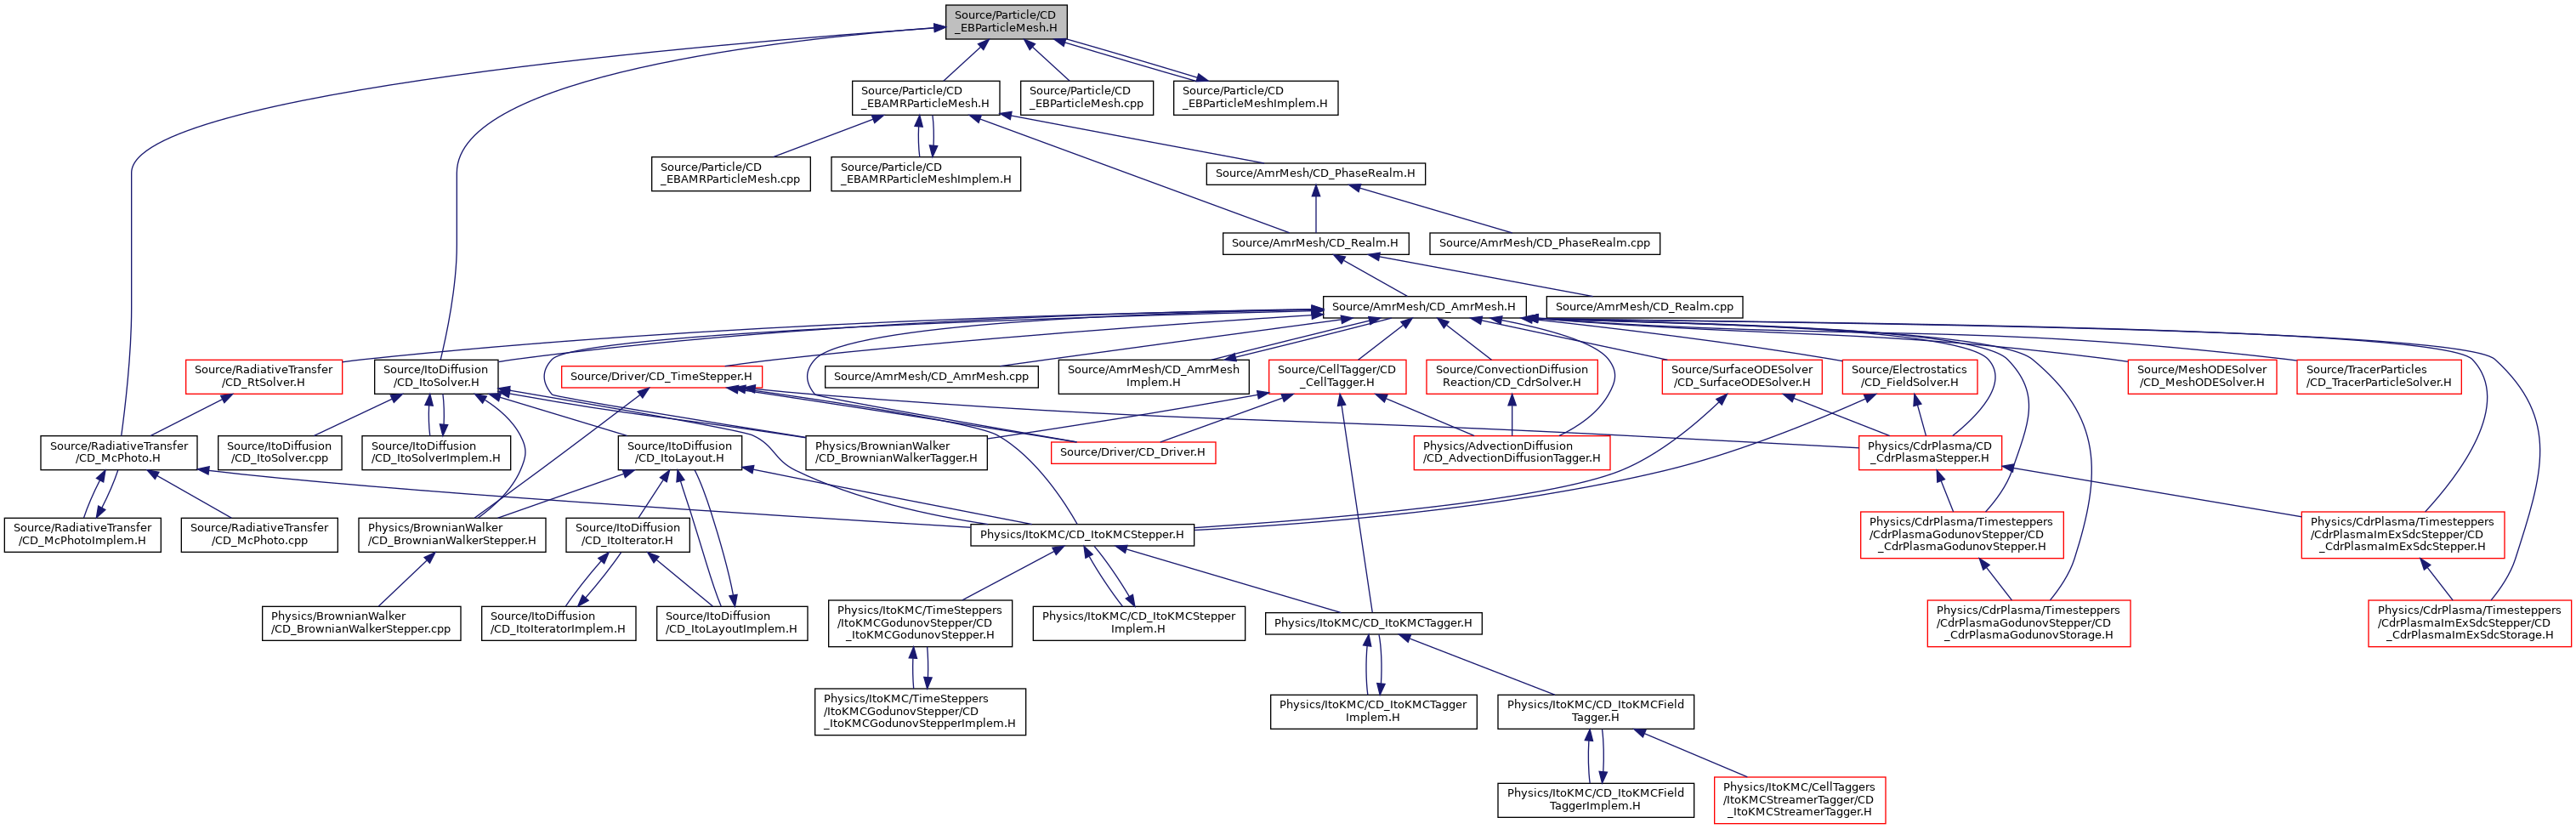 Source/Particle/CD
_EBParticleMesh.H
Source/Particle/CD
_EBAMRParticleMesh.H
Source/Particle/CD
_EBParticleMesh.cpp
Source/Particle/CD
_EBParticleMeshImplem.H
Source/Particle/CD
_EBAMRParticleMesh.cpp
Source/Particle/CD
_EBAMRParticleMeshImplem.H
Source/AmrMesh/CD_PhaseRealm.H
Source/AmrMesh/CD_Realm.H
Source/AmrMesh/CD_PhaseRealm.cpp
Source/AmrMesh/CD_AmrMesh.H
Source/AmrMesh/CD_Realm.cpp
Source/RadiativeTransfer
/CD_RtSolver.H
Source/ItoDiffusion
/CD_ItoSolver.H
Source/Driver/CD_TimeStepper.H
Source/AmrMesh/CD_AmrMesh.cpp
Source/AmrMesh/CD_AmrMesh
Implem.H
Source/CellTagger/CD
_CellTagger.H
Source/ConvectionDiffusion
Reaction/CD_CdrSolver.H
Source/SurfaceODESolver
/CD_SurfaceODESolver.H
Source/Electrostatics
/CD_FieldSolver.H
Source/MeshODESolver
/CD_MeshODESolver.H
Source/TracerParticles
/CD_TracerParticleSolver.H
Source/RadiativeTransfer
/CD_McPhoto.H
Source/ItoDiffusion
/CD_ItoSolver.cpp
Source/ItoDiffusion
/CD_ItoSolverImplem.H
Source/ItoDiffusion
/CD_ItoLayout.H
Physics/BrownianWalker
/CD_BrownianWalkerTagger.H
Source/Driver/CD_Driver.H
Physics/AdvectionDiffusion
/CD_AdvectionDiffusionTagger.H
Physics/CdrPlasma/CD
_CdrPlasmaStepper.H
Source/RadiativeTransfer
/CD_McPhotoImplem.H
Source/RadiativeTransfer
/CD_McPhoto.cpp
Physics/BrownianWalker
/CD_BrownianWalkerStepper.H
Source/ItoDiffusion
/CD_ItoIterator.H
Physics/ItoKMC/CD_ItoKMCStepper.H
Physics/CdrPlasma/Timesteppers
/CdrPlasmaGodunovStepper/CD
_CdrPlasmaGodunovStepper.H
Physics/CdrPlasma/Timesteppers
/CdrPlasmaImExSdcStepper/CD
_CdrPlasmaImExSdcStepper.H
Physics/BrownianWalker
/CD_BrownianWalkerStepper.cpp
Source/ItoDiffusion
/CD_ItoIteratorImplem.H
Source/ItoDiffusion
/CD_ItoLayoutImplem.H
Physics/ItoKMC/TimeSteppers
/ItoKMCGodunovStepper/CD
_ItoKMCGodunovStepper.H
Physics/ItoKMC/CD_ItoKMCStepper
Implem.H
Physics/ItoKMC/CD_ItoKMCTagger.H
Physics/CdrPlasma/Timesteppers
/CdrPlasmaGodunovStepper/CD
_CdrPlasmaGodunovStorage.H
Physics/CdrPlasma/Timesteppers
/CdrPlasmaImExSdcStepper/CD
_CdrPlasmaImExSdcStorage.H
Physics/ItoKMC/TimeSteppers
/ItoKMCGodunovStepper/CD
_ItoKMCGodunovStepperImplem.H
Physics/ItoKMC/CD_ItoKMCTagger
Implem.H
Physics/ItoKMC/CD_ItoKMCField
Tagger.H
Physics/ItoKMC/CD_ItoKMCField
TaggerImplem.H
Physics/ItoKMC/CellTaggers
/ItoKMCStreamerTagger/CD
_ItoKMCStreamerTagger.H